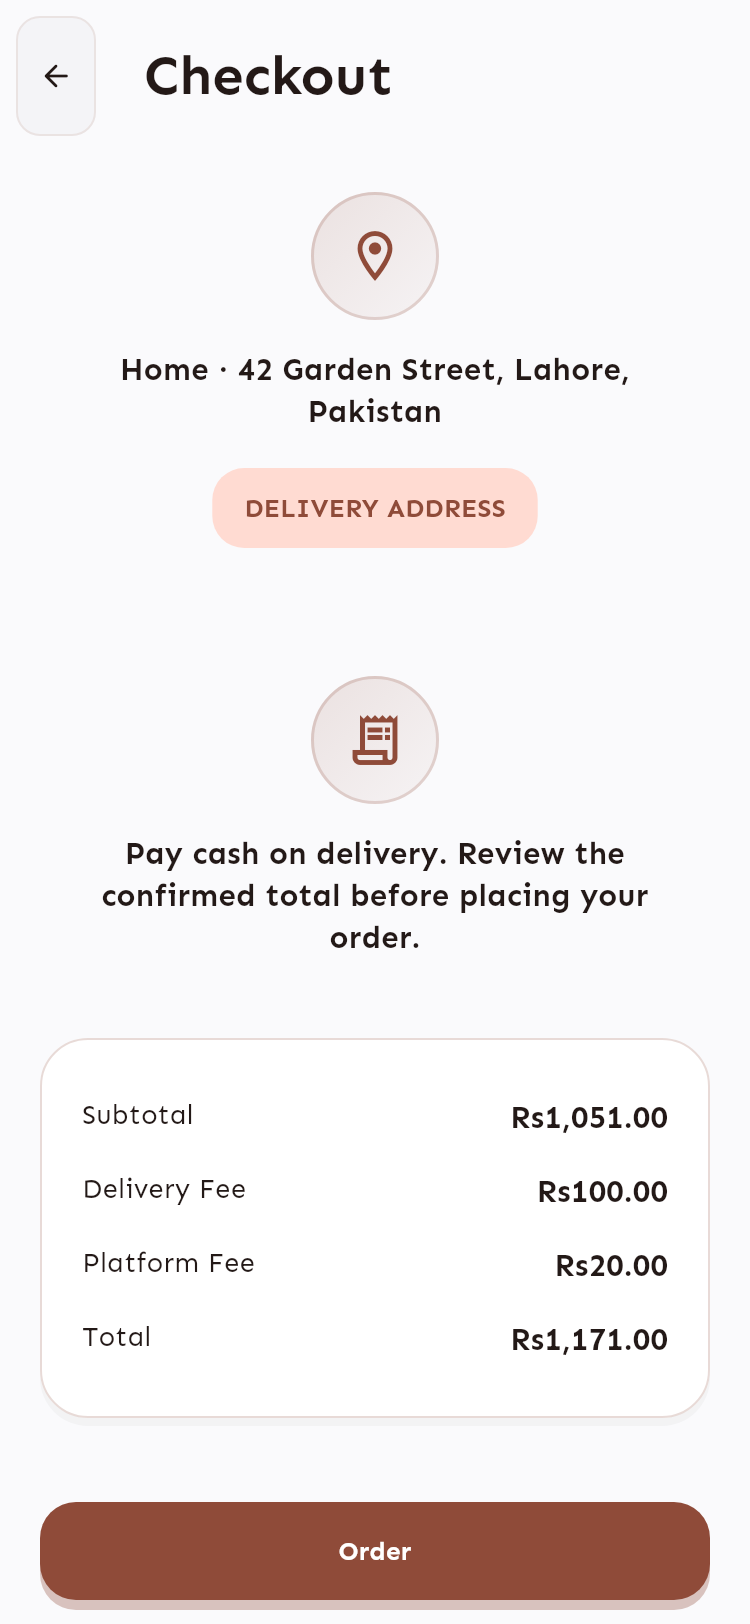 Checkout
Home · 42 Garden Street, Lahore,
Pakistan
DELIVERY ADDRESS
Pay cash on delivery. Review the
confirmed total before placing your
order.
Subtotal Rs1,051.00
Delivery Fee Rs100.00
Platform Fee Rs20.00
Total Rs1,171.00
Order